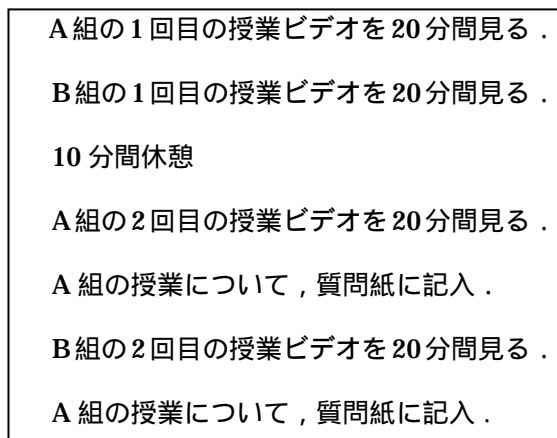 A組の1回目の授業ビデオを20分間見る．
B組の1回目の授業ビデオを20分間見る．
10 分間休憩
A組の2回目の授業ビデオを20分間見る．
A 組の授業について，質問紙に記入．
B組の2回目の授業ビデオを20分間見る．
A 組の授業について，質問紙に記入．